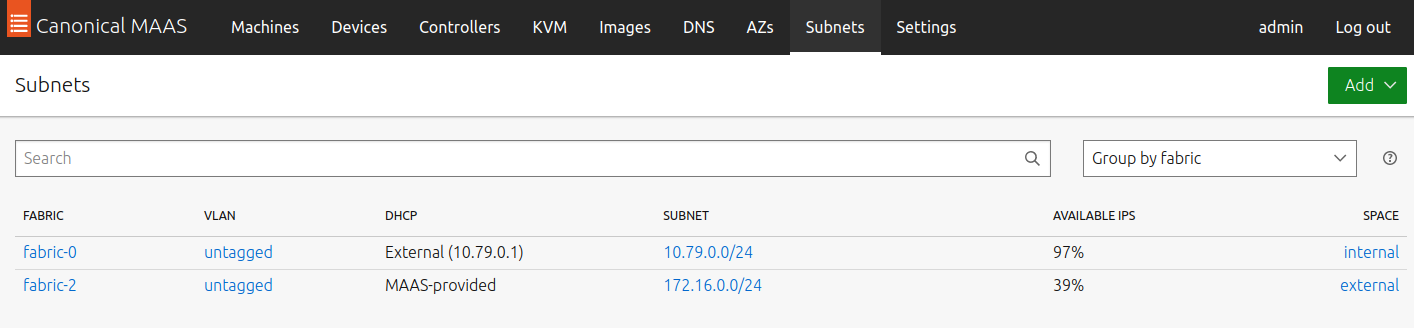 Canonical MAAS Machines Devices Controllers KVM Images DNS AZs Subnets Settings admin Log out
Subnets Add
Search Group by fabric ?
FABRIC VLAN DHCP SUBNET AVAILABLE IPS SPACE
fabric-0 untagged External (10.79.0.1) 10.79.0.0/24 97% internal
fabric-2 untagged MAAS-provided 172.16.0.0/24 39% external